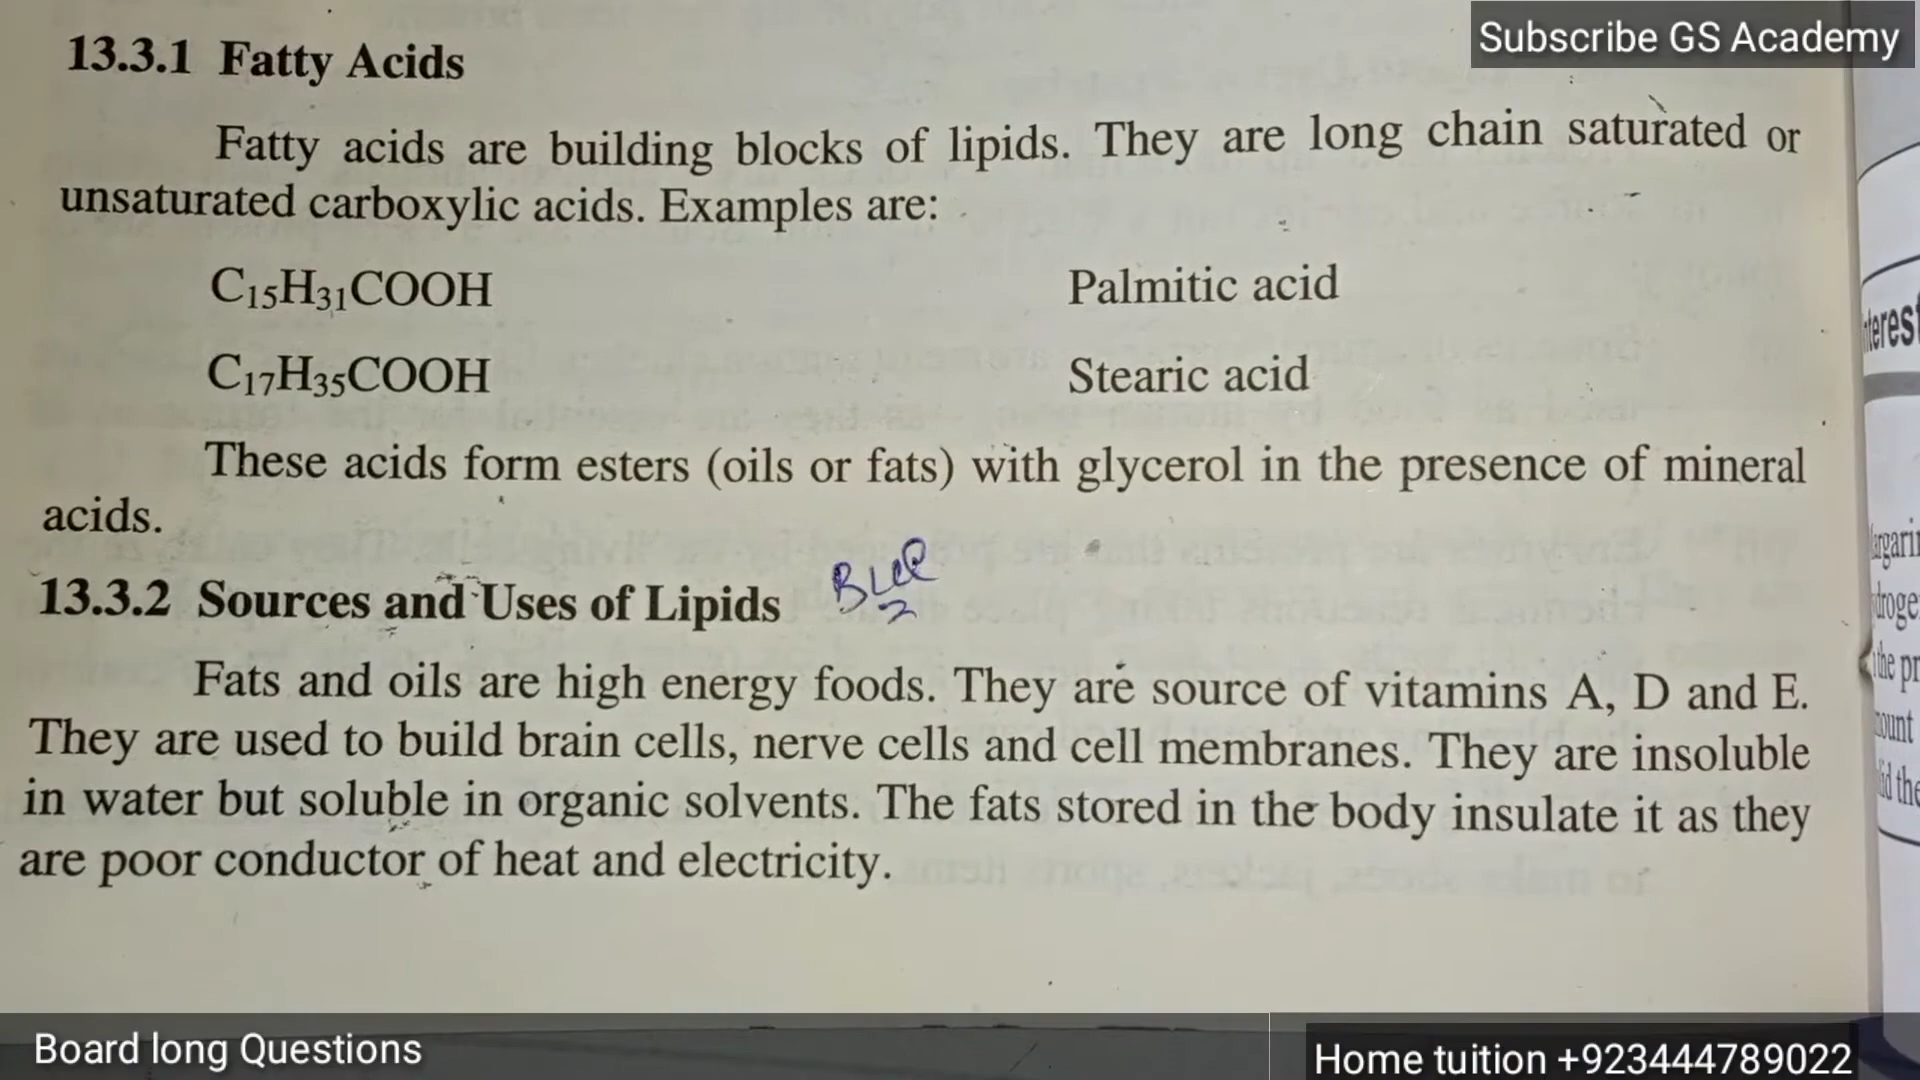 Subscribe GS Academy
13.3.1 Fatty Acids
Fatty acids are building blocks of lipids. They are long chain saturated or
unsaturated carboxylic acids. Examples are:
C₁₅H₃₁COOH Palmitic acid
C₁₇H₃₅COOH Stearic acid
These acids form esters (oils or fats) with glycerol in the presence of mineral
acids.
13.3.2 Sources and Uses of Lipids
Fats and oils are high energy foods. They are source of vitamins A, D and E.
They are used to build brain cells, nerve cells and cell membranes. They are insoluble
in water but soluble in organic solvents. The fats stored in the body insulate it as they
are poor conductor of heat and electricity.
Board long Questions
Home tuition +923444789022